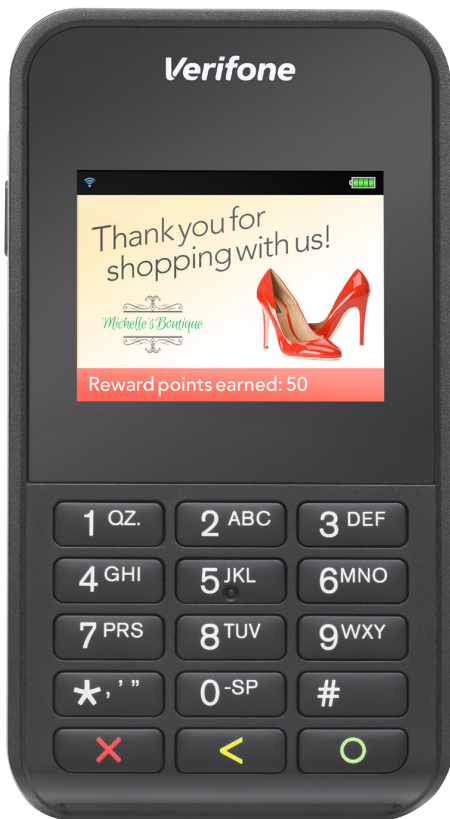 Verifone
Thank you for
shopping with us!
Michelle's Boutique
Reward points earned: 50
1 QZ. 2 ABC 3 DEF
4 GHI 5 JKL 6 MNO
7 PRS 8 TUV 9 WXY
*, ' " 0 -SP #
X < O